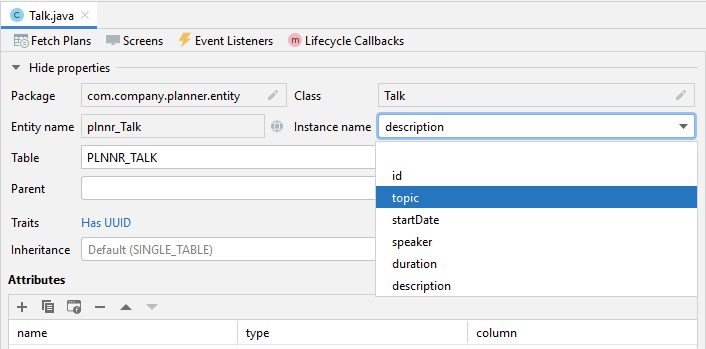 Talk.java
Fetch Plans Screens Event Listeners Lifecycle Callbacks
Hide properties
Package com.company.planner.entity Class Talk
Entity name plnnr_Talk Instance name description
Table PLNNR_TALK
id
Parent
topic
Traits Has UUID
startDate
Inheritance Default (SINGLE_TABLE)
speaker
duration
Attributes
description
name type column